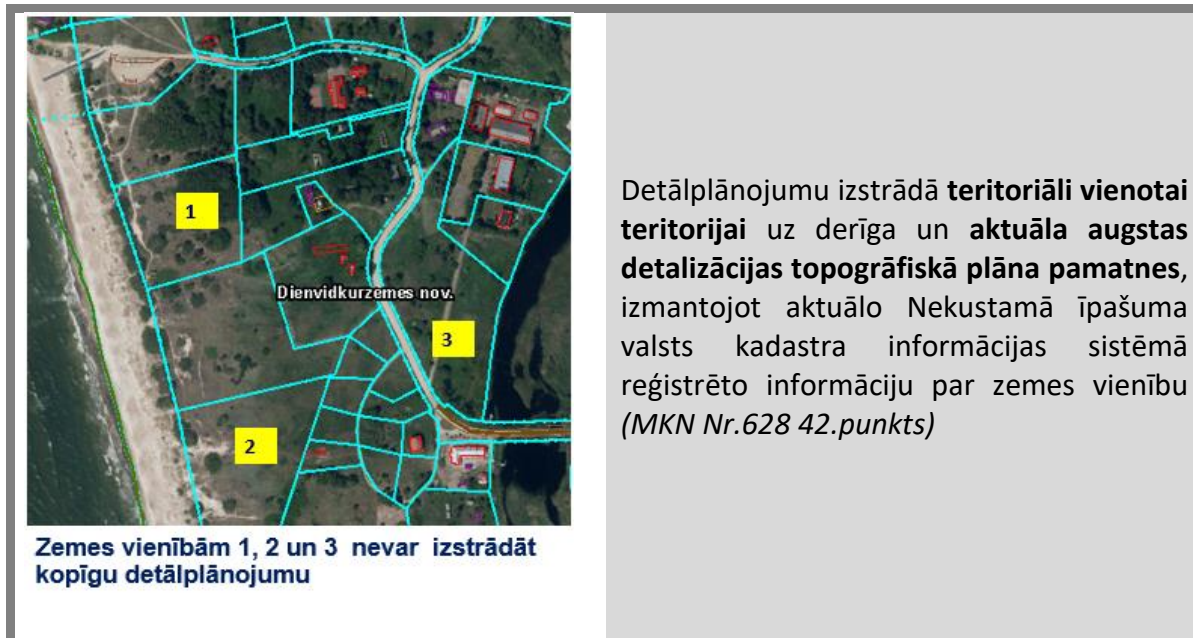 1
Dienvidkurzemes nov.
3
2
Zemes vienībām 1, 2 un 3 nevar izstrādāt
kopīgu detālplānojumu
Detālplānojumu izstrādā teritoriāli vienotai
teritorijai uz derīga un aktuāla augstas
detalizācijas topogrāfiskā plāna pamatnes,
izmantojot aktuālo Nekustamā īpašuma
valsts kadastra informācijas sistēmā
reģistrēto informāciju par zemes vienību
(MKN Nr.628 42.punkts)